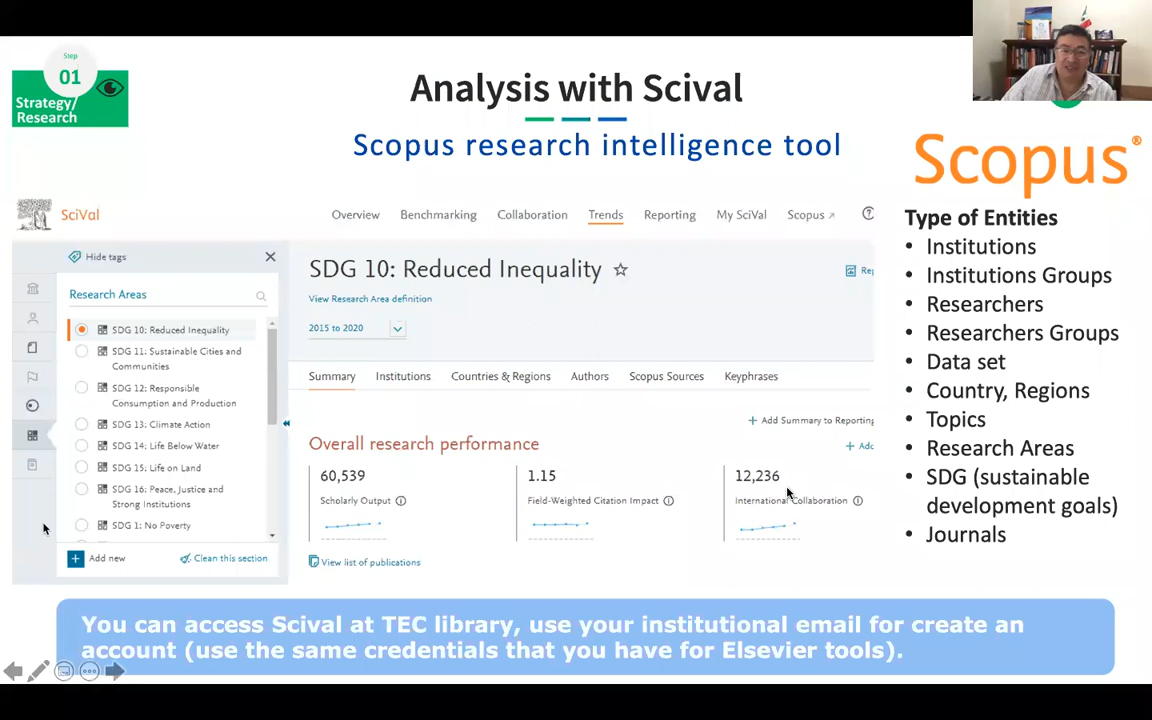 Step
01
Strategy/
Research
Analysis with Scival
Scopus research intelligence tool
Scopus®
SciVal
Overview Benchmarking Collaboration Trends Reporting My SciVal Scopus ↗
Hide tags
Research Areas
SDG 10: Reduced Inequality
SDG 11: Sustainable Cities and
Communities
SDG 12: Responsible
Consumption and Production
SDG 13: Climate Action
SDG 14: Life Below Water
SDG 15: Life on Land
SDG 16: Peace, Justice and
Strong Institutions
SDG 1: No Poverty
Add new Clean this section
SDG 10: Reduced Inequality
Rep
View Research Area definition
2015 to 2020
Summary Institutions Countries & Regions Authors Scopus Sources Keyphrases
+ Add Summary to Reporting
Overall research performance
+ Add
60,539 1.15 12,236
Scholarly Output Field-Weighted Citation Impact International Collaboration
View list of publications
Type of Entities
• Institutions
• Institutions Groups
• Researchers
• Researchers Groups
• Data set
• Country, Regions
• Topics
• Research Areas
• SDG (sustainable
development goals)
• Journals
You can access Scival at TEC library, use your institutional email for create an
account (use the same credentials that you have for Elsevier tools).